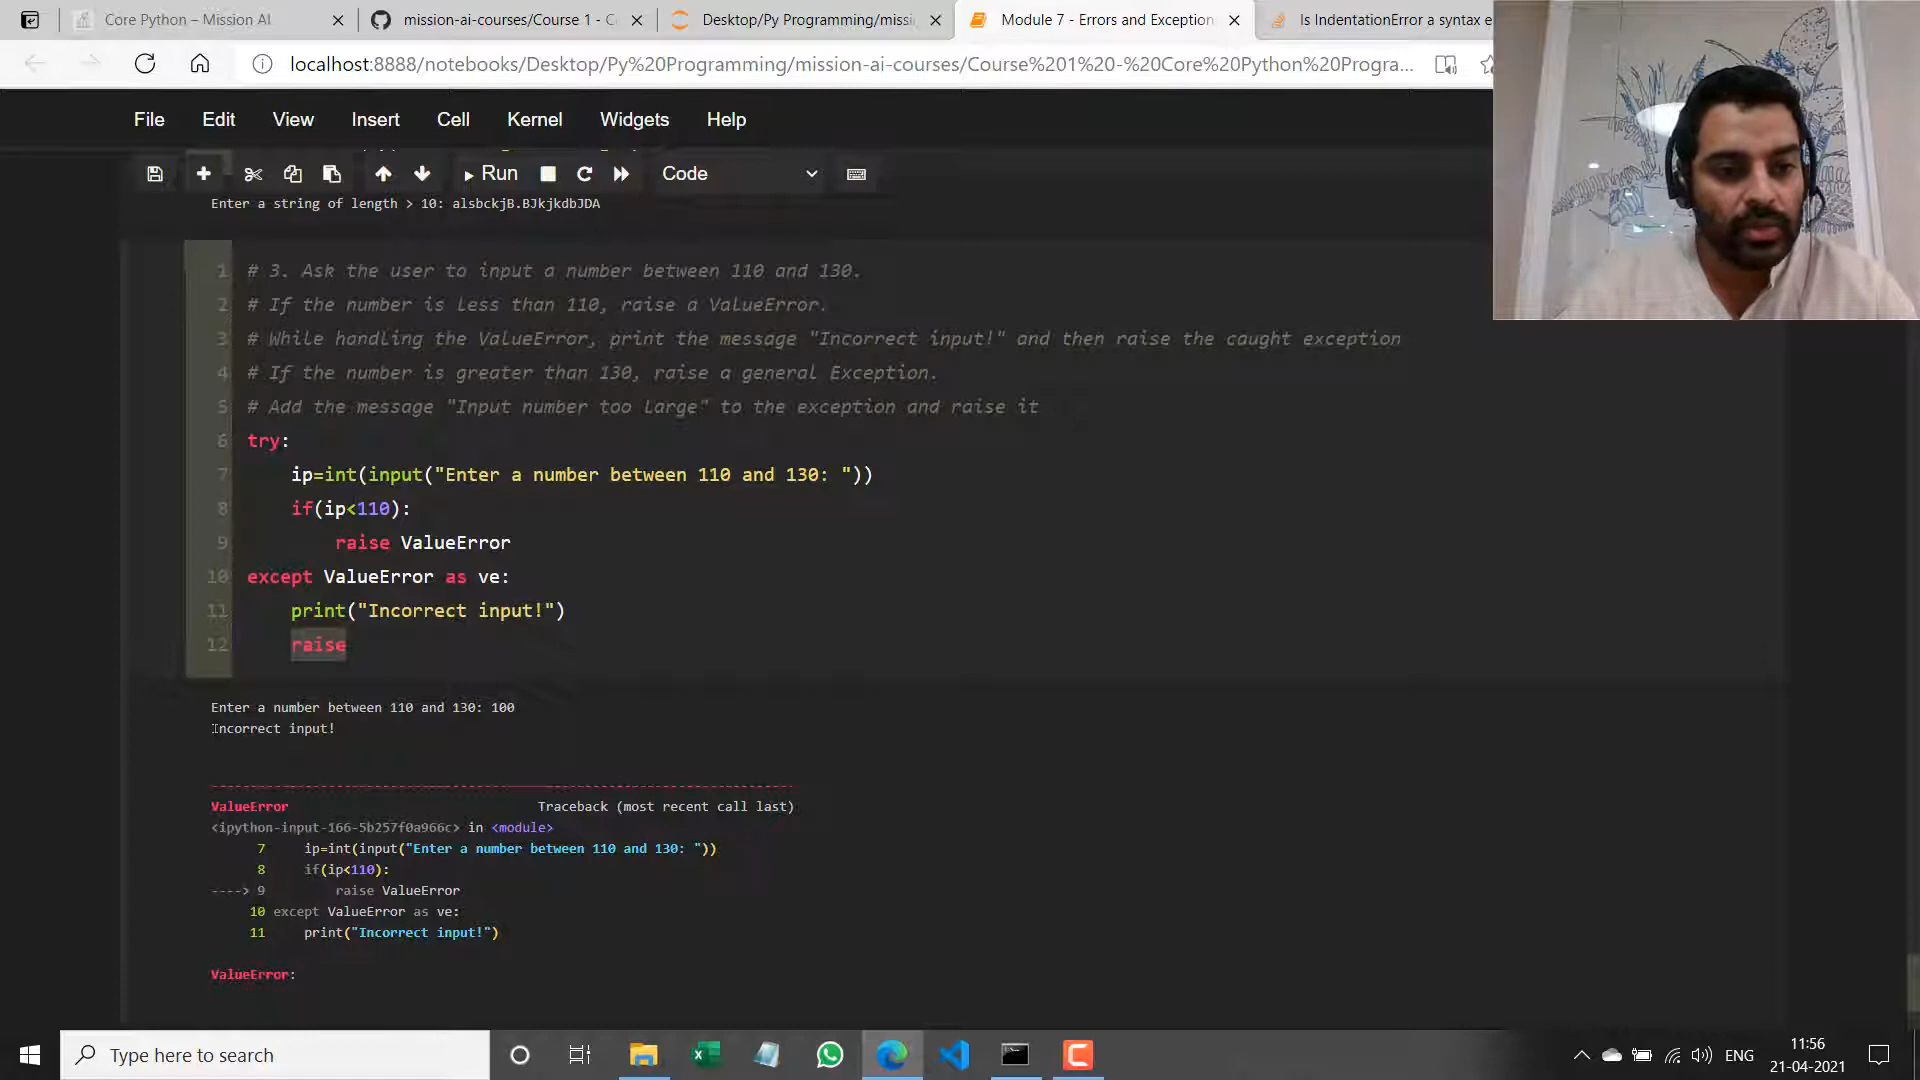 Core Python – Mission AI
mission-ai-courses/Course 1 - C
Desktop/Py Programming/missi
Module 7 - Errors and Exception
Is IndentationError a syntax e
localhost:8888/notebooks/Desktop/Py%20Programming/mission-ai-courses/Course%201%20-%20Core%20Python%20Progra...
File Edit View Insert Cell Kernel Widgets Help
Run Code
Enter a string of length > 10: alsbckjB.BJkjkdbJDA
1 # 3. Ask the user to input a number between 110 and 130.
2 # If the number is less than 110, raise a ValueError.
3 # While handling the ValueError, print the message "Incorrect input!" and then raise the caught exception
4 # If the number is greater than 130, raise a general Exception.
5 # Add the message "Input number too large" to the exception and raise it
6 try:
7 ip=int(input("Enter a number between 110 and 130: "))
8 if(ip<110):
9 raise ValueError
10 except ValueError as ve:
11 print("Incorrect input!")
12 raise
Enter a number between 110 and 130: 100
Incorrect input!
ValueError Traceback (most recent call last)
<ipython-input-166-5b257f0a966c> in <module>
7 ip=int(input("Enter a number between 110 and 130: "))
8 if(ip<110):
----> 9 raise ValueError
10 except ValueError as ve:
11 print("Incorrect input!")
ValueError:
Type here to search
ENG
11:56
21-04-2021